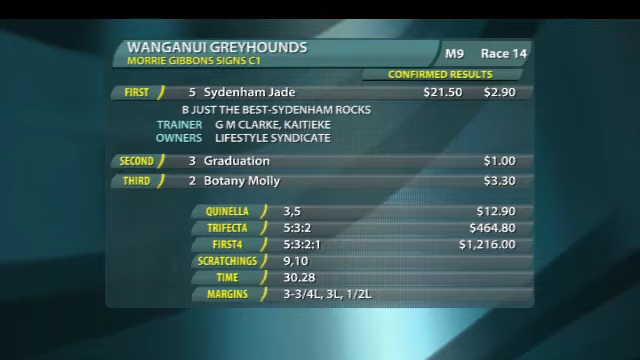 WANGANUI GREYHOUNDS M9 Race 14
MORRIE GIBBONS SIGNS C1
CONFIRMED RESULTS
FIRST 5 Sydenham Jade $21.50 $2.90
B JUST THE BEST-SYDENHAM ROCKS
TRAINER G M CLARKE, KAITIEKE
OWNERS LIFESTYLE SYNDICATE
SECOND 3 Graduation $1.00
THIRD 2 Botany Molly $3.30
QUINELLA 3,5 $12.90
TRIFECTA 5:3:2 $464.80
FIRST4 5:3:2:1 $1,216.00
SCRATCHINGS 9,10
TIME 30.28
MARGINS 3-3/4L, 3L, 1/2L